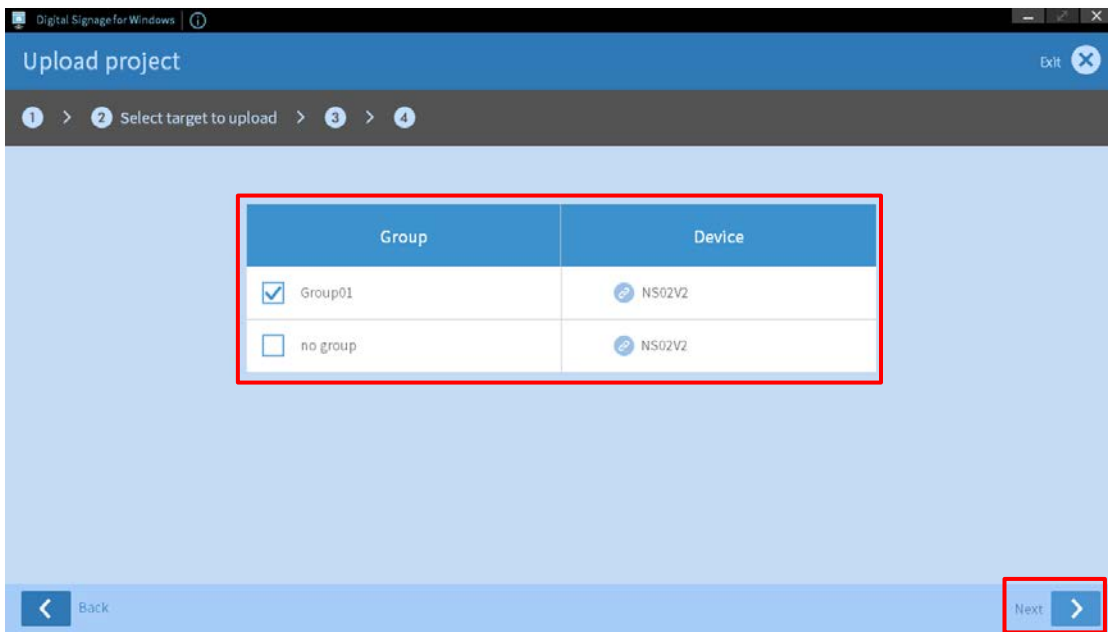 Digital Signage for Windows
Upload project
Exit
1 > 2 Select target to upload > 3 > 4
Group Device
Group01 NS02V2
no group NS02V2
Back Next